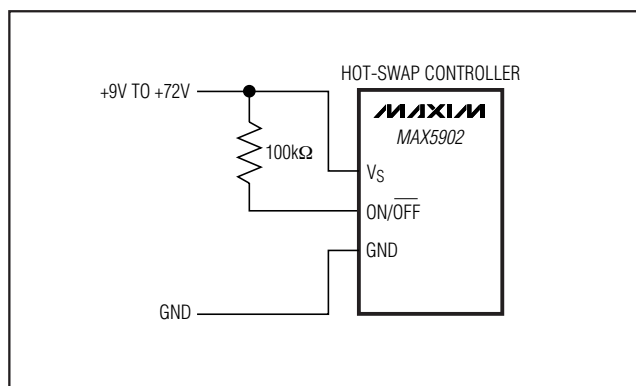 HOT-SWAP CONTROLLER
+9V TO +72V
MAXIM
MAX5902
100kΩ
VS
ON/OFF
GND
GND